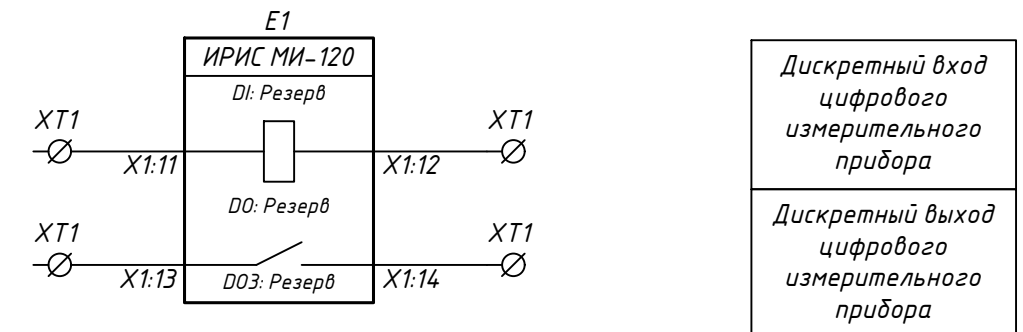 E1
ИРИС МИ-120
DI: Резерв
XT1
XT1
X1:11
X1:12
DO: Резерв
XT1
XT1
X1:13
DO3: Резерв
X1:14
Дискретный вход
цифрового
измерительного
прибора
Дискретный выход
цифрового
измерительного
прибора